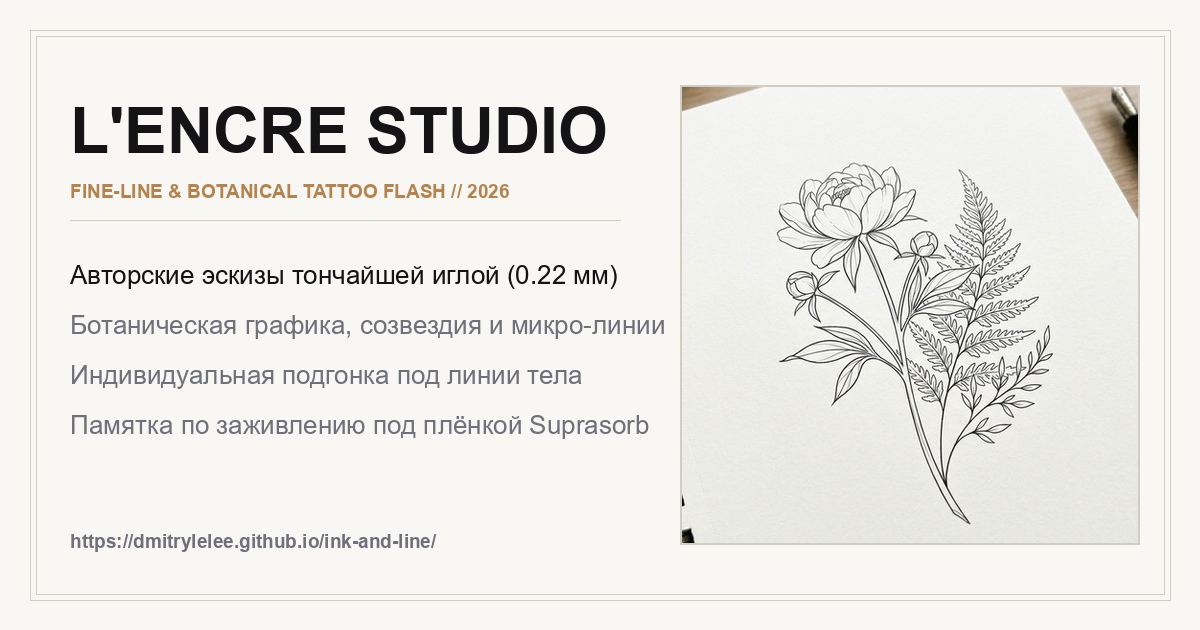 L'ENCRE STUDIO
FINE-LINE & BOTANICAL TATTOO FLASH // 2026
Авторские эскизы тончайшей иглой (0.22 мм)
Ботаническая графика, созвездия и микро-линии
Индивидуальная подгонка под линии тела
Памятка по заживлению под плёнкой Suprasorb
https://dmitrylelee.github.io/ink-and-line/